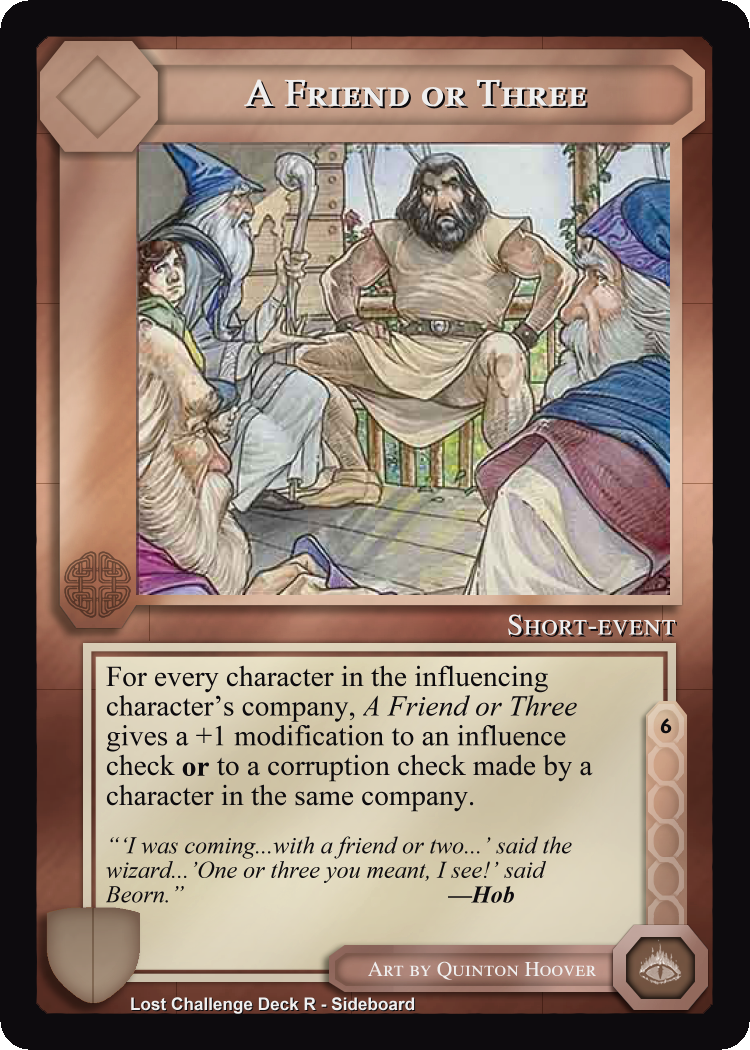 A Friend or Three
Short-event
For every character in the influencing
character's company, A Friend or Three
gives a +1 modification to an influence
check or to a corruption check made by a
character in the same company.
6
“‘I was coming...with a friend or two...’ said the
wizard...’One or three you meant, I see!’ said
Beorn.” —Hob
Art by Quinton Hoover
Lost Challenge Deck R - Sideboard